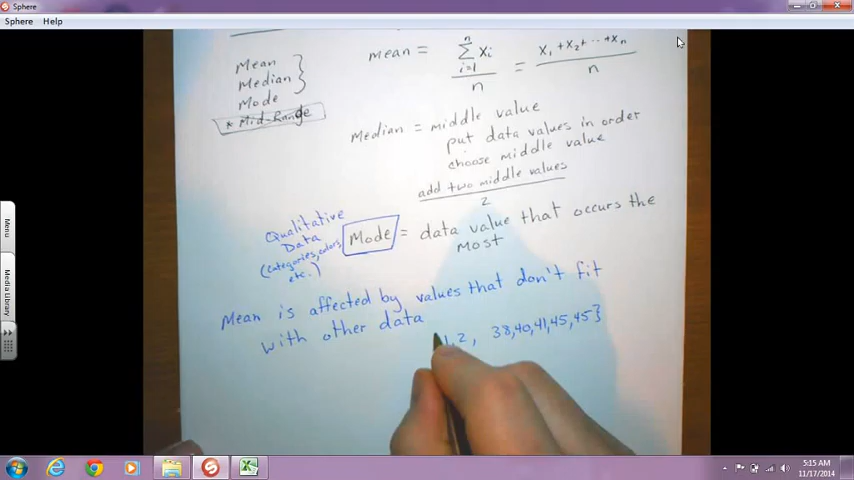 Sphere
Sphere Help
Mean
Median
Mode
* Mid-Range
mean = n Σ i=1 xi / n = x1 + x2 + ... + xn / n
Median = middle value
put data values in order
choose middle value
add two middle values
2
Qualitative
Data
(categories, colors,
etc.)
Mode = data value that occurs the
most
Mean is affected by values that don't fit
with other data
1, 2, 38, 40, 41, 45, 45}
Menu
Media Library
5:15 AM
11/17/2014